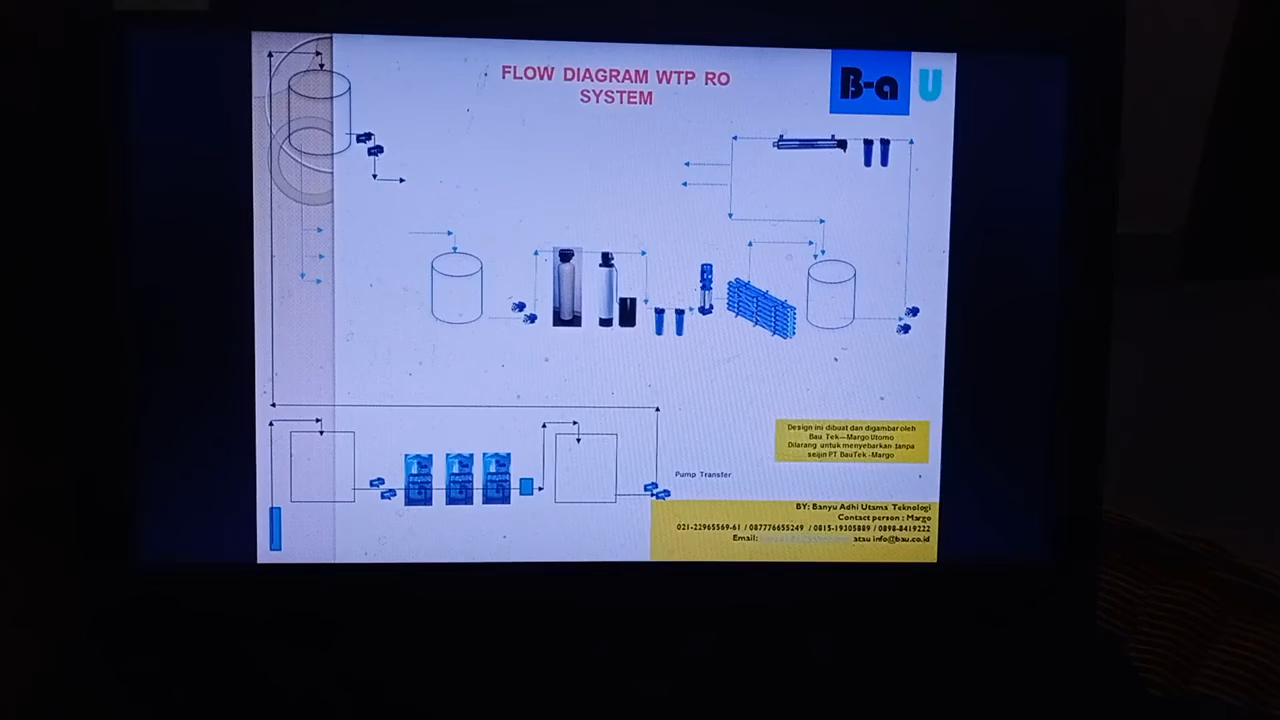 FLOW DIAGRAM WTP RO
SYSTEM
B-a U
Design ini dibuat dan digambar oleh
Bau Tek—Margo Utomo
Dilarang untuk menyebarkan tanpa
seijin PT BauTek -Margo
Pump Transfer
BY: Banyu Adhi Utama Teknologi
Contact person : Margo
021-22965569-61 / 087776655249 / 0815-19305889 / 0898-8419222
Email: atau info@bau.co.id